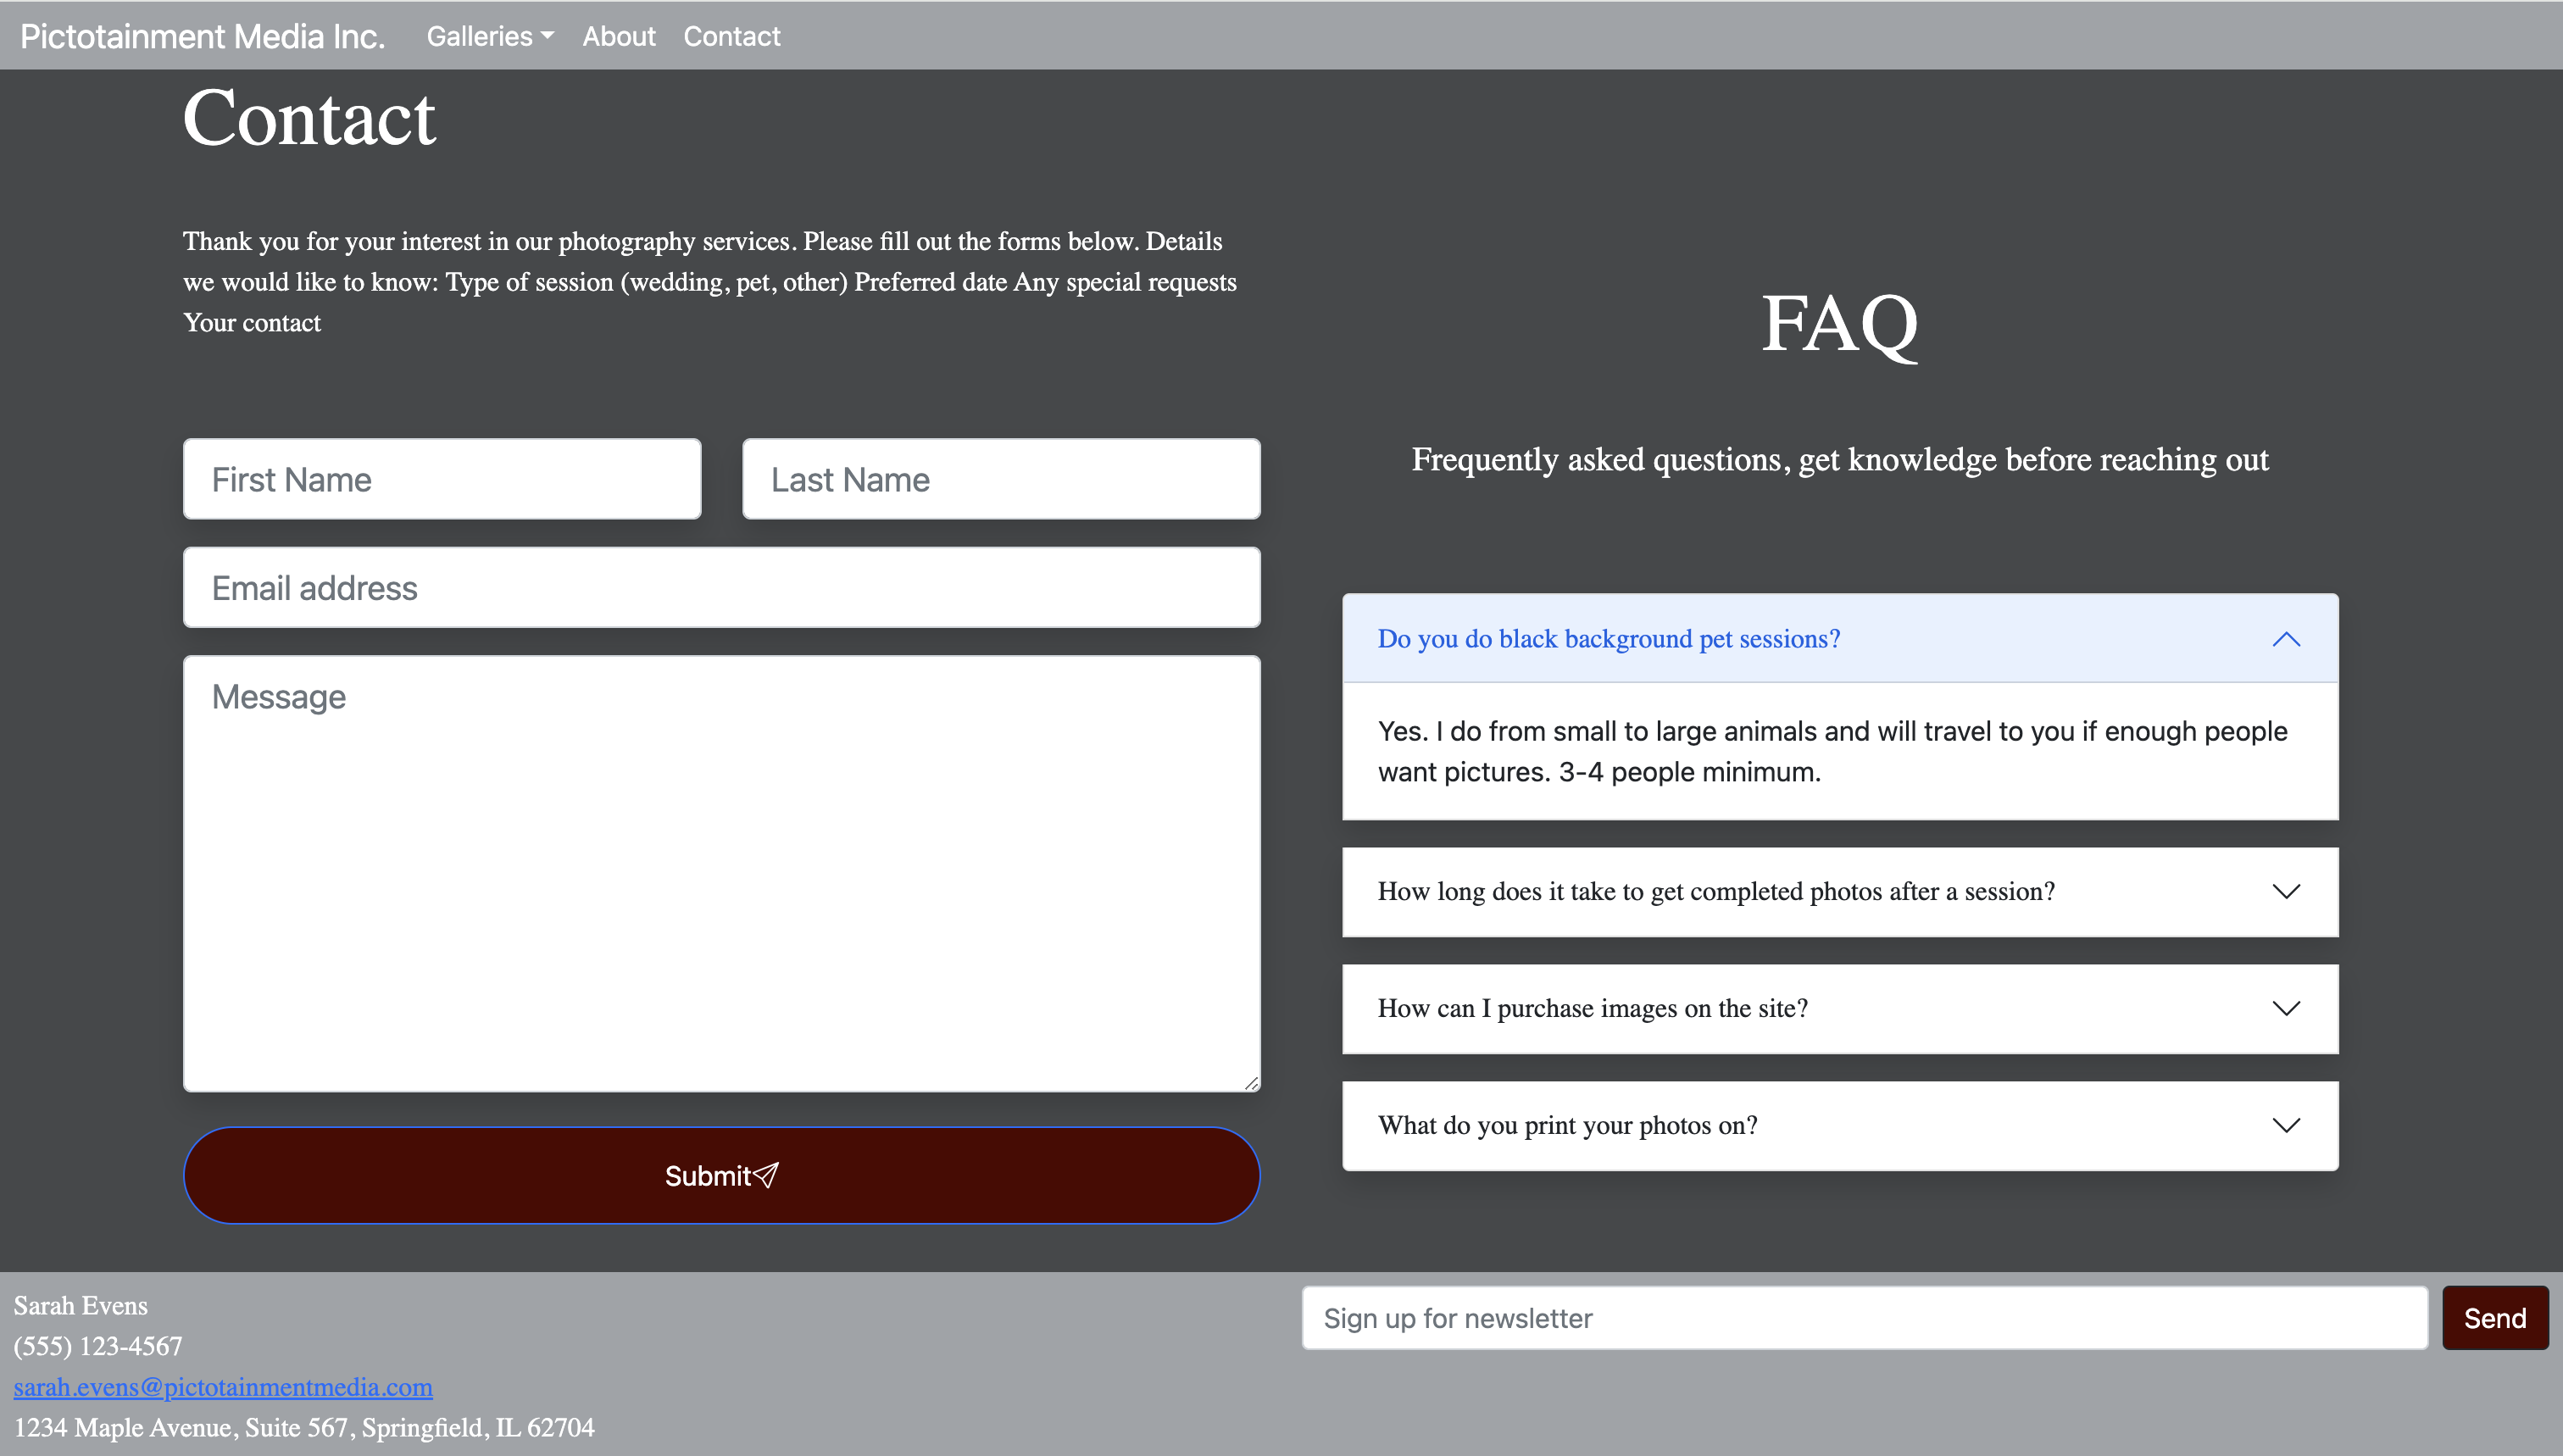 Pictotainment Media Inc. Galleries About Contact
Contact
Thank you for your interest in our photography services. Please fill out the forms below. Details
we would like to know: Type of session (wedding, pet, other) Preferred date Any special requests
Your contact
First Name
Last Name
Email address
Message
Submit
FAQ
Frequently asked questions, get knowledge before reaching out
Do you do black background pet sessions?
Yes. I do from small to large animals and will travel to you if enough people
want pictures. 3-4 people minimum.
How long does it take to get completed photos after a session?
How can I purchase images on the site?
What do you print your photos on?
Sarah Evens
(555) 123-4567
sarah.evens@pictotainmentmedia.com
1234 Maple Avenue, Suite 567, Springfield, IL 62704
Sign up for newsletter
Send